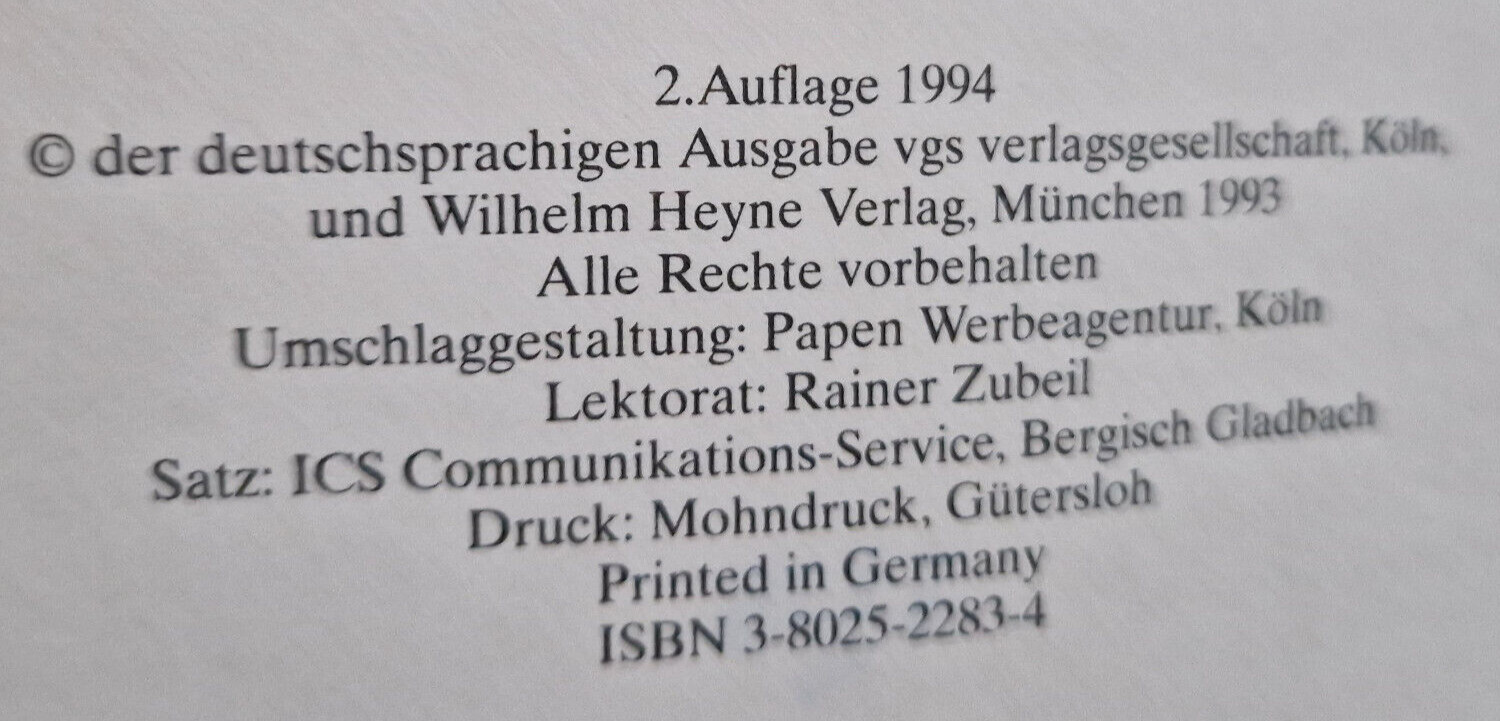 2.Auflage 1994
© der deutschsprachigen Ausgabe vgs verlagsgesellschaft, Köln,
und Wilhelm Heyne Verlag, München 1993
Alle Rechte vorbehalten
Umschlaggestaltung: Papen Werbeagentur, Köln
Lektorat: Rainer Zubeil
Satz: ICS Communikations-Service, Bergisch Gladbach
Druck: Mohndruck, Gütersloh
Printed in Germany
ISBN 3-8025-2283-4